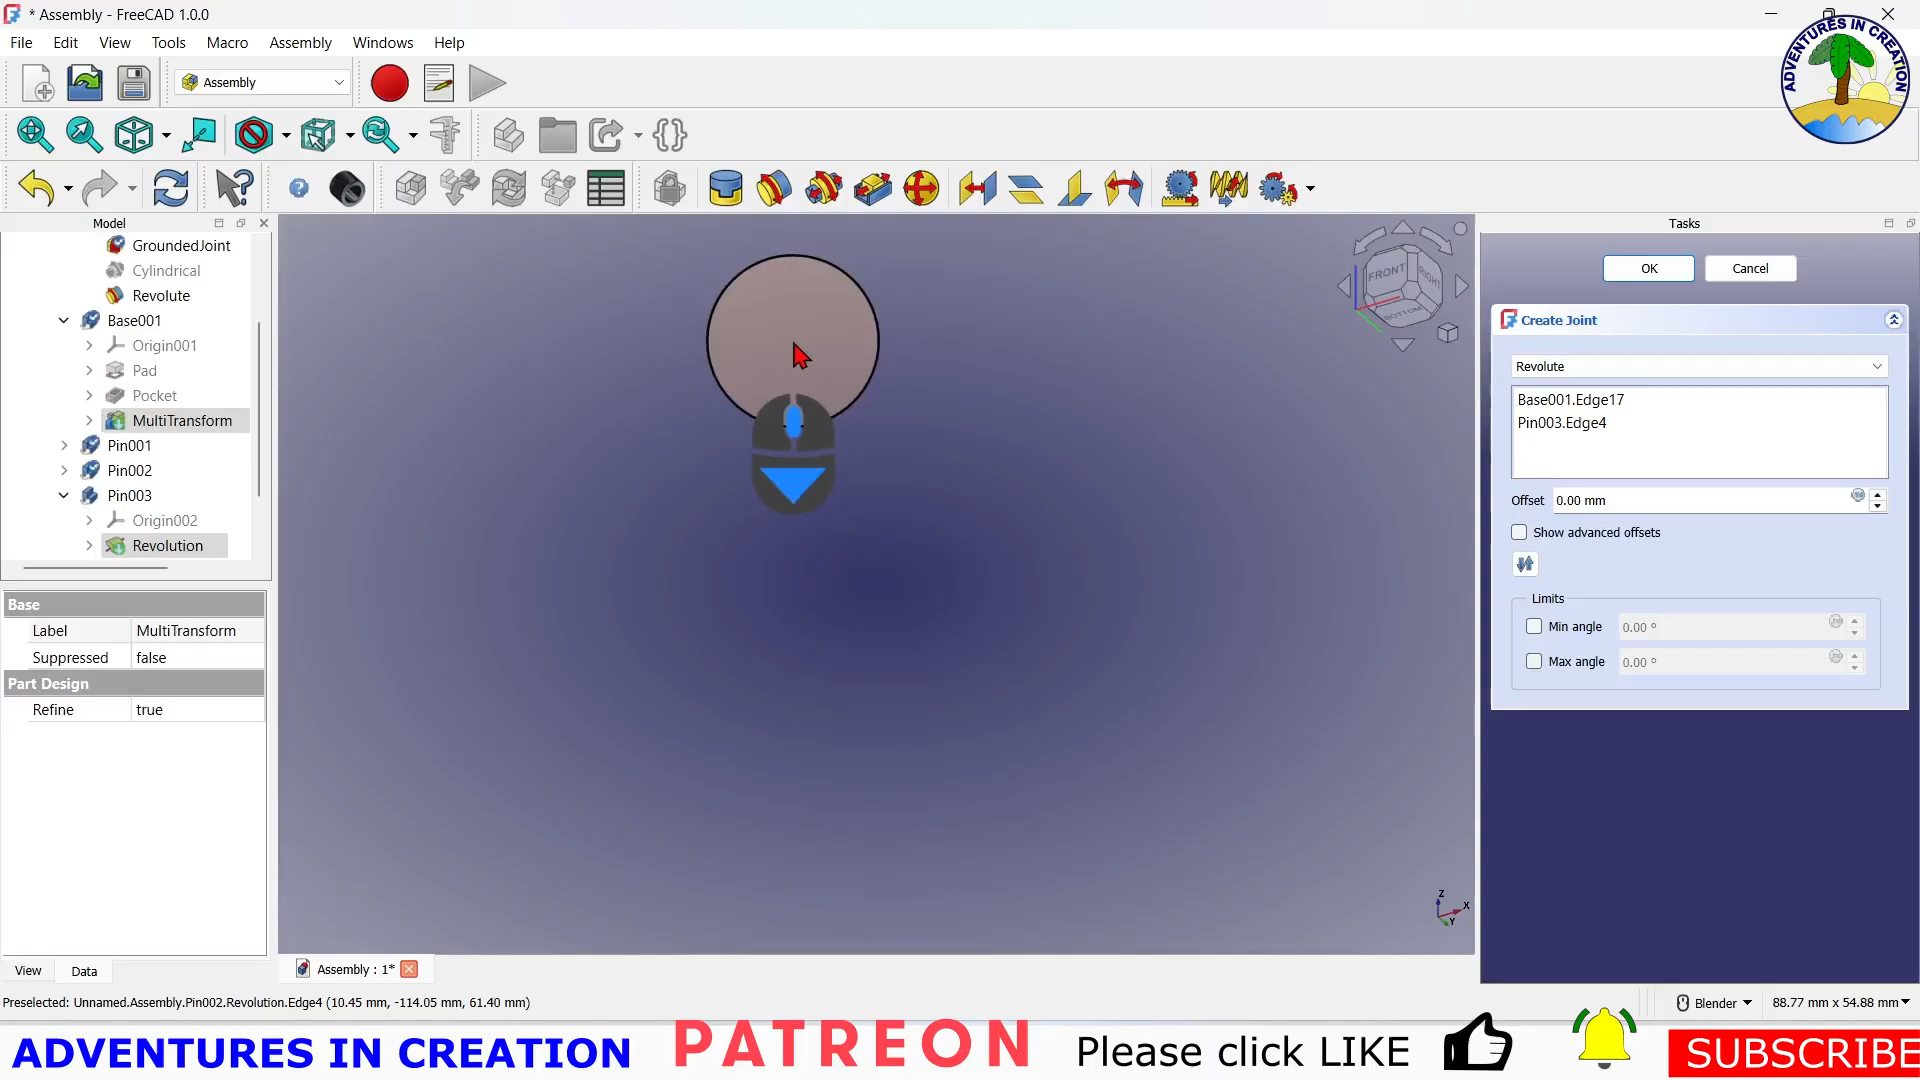 * Assembly - FreeCAD 1.0.0
File Edit View Tools Macro Assembly Windows Help
Assembly
ADVENTURES IN CREATION
Model
GroundedJoint
Cylindrical
Revolute
Base001
Origin001
Pad
Pocket
MultiTransform
Pin001
Pin002
Pin003
Origin002
Revolution
Base
Label MultiTransform
Suppressed false
Part Design
Refine true
View Data
FRONT
RIGHT
BOTTOM
Z
X
Y
Assembly : 1*
Tasks
OK Cancel
Create Joint
Revolute
Base001.Edge17
Pin003.Edge4
Offset 0.00 mm
Show advanced offsets
Limits
Min angle 0.00 °
Max angle 0.00 °
Preselected: Unnamed.Assembly.Pin002.Revolution.Edge4 (10.45 mm, -114.05 mm, 61.40 mm)
Blender 88.77 mm x 54.88 mm
ADVENTURES IN CREATION PATREON Please click LIKE SUBSCRIBE